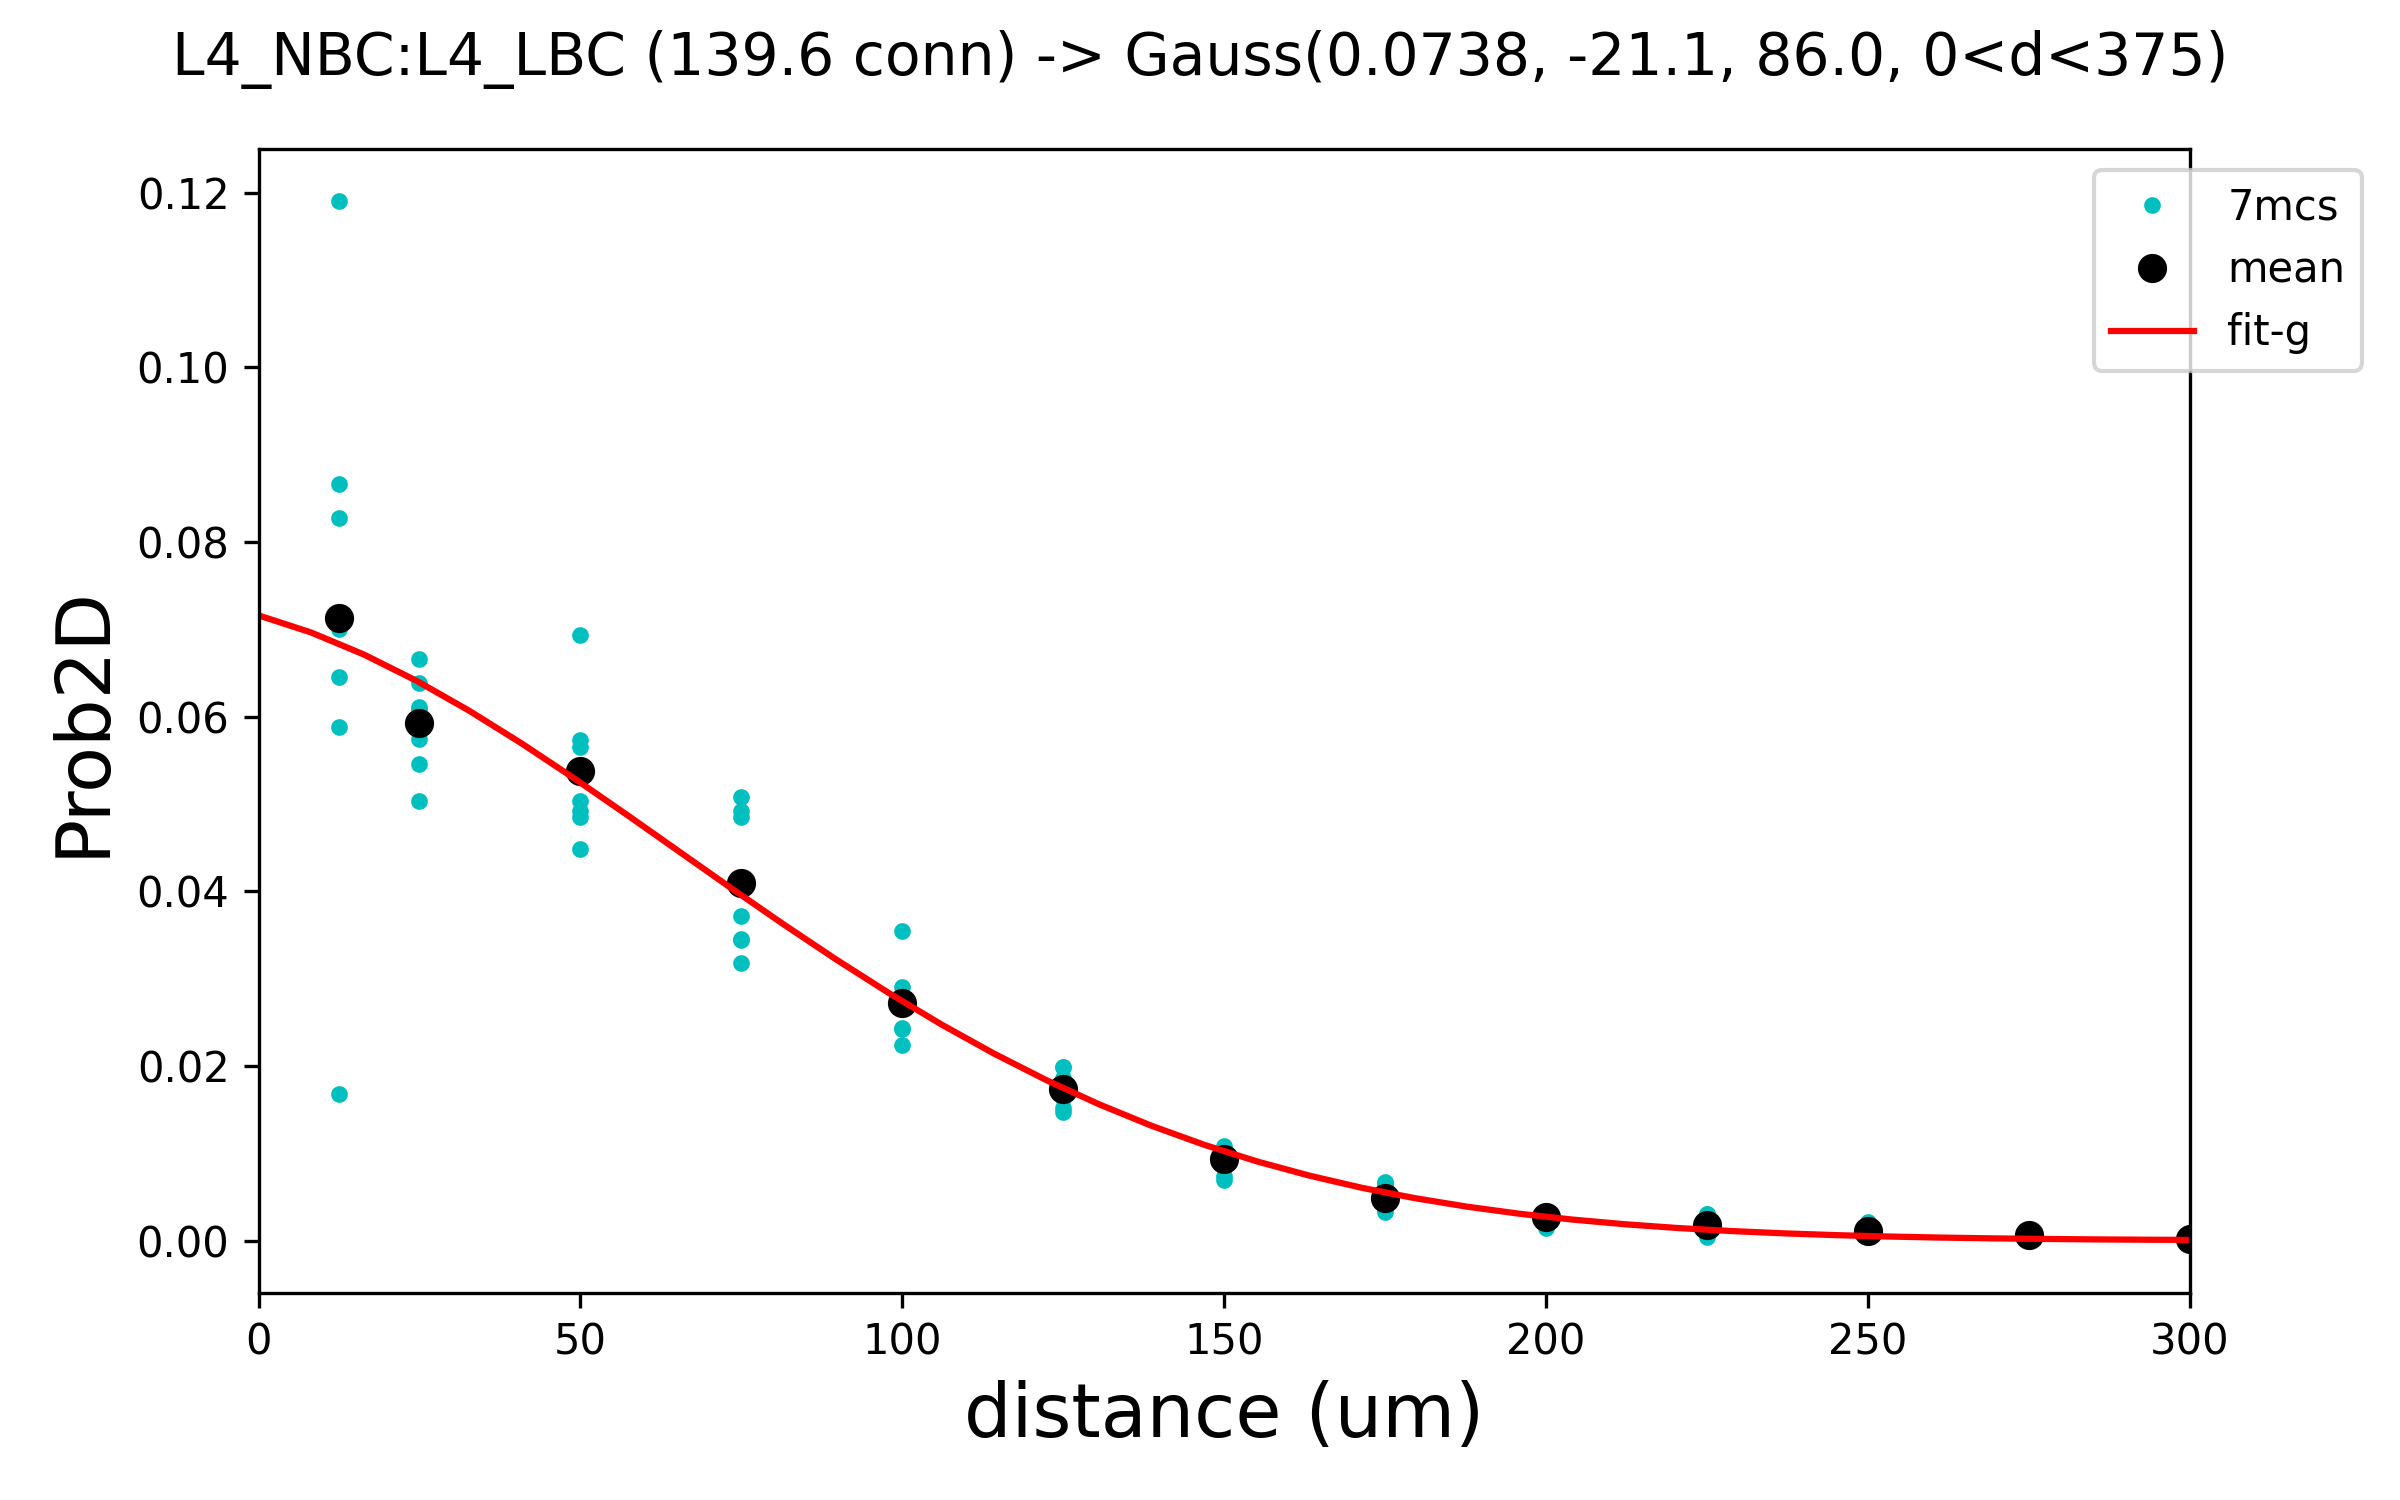 L4_NBC:L4_LBC (139.6 conn) -> Gauss(0.0738, -21.1, 86.0, 0<d<375)
7mcs
mean
fit-g
Prob2D
0.12
0.10
0.08
0.06
0.04
0.02
0.00
0 50 100 150 200 250 300
distance (um)